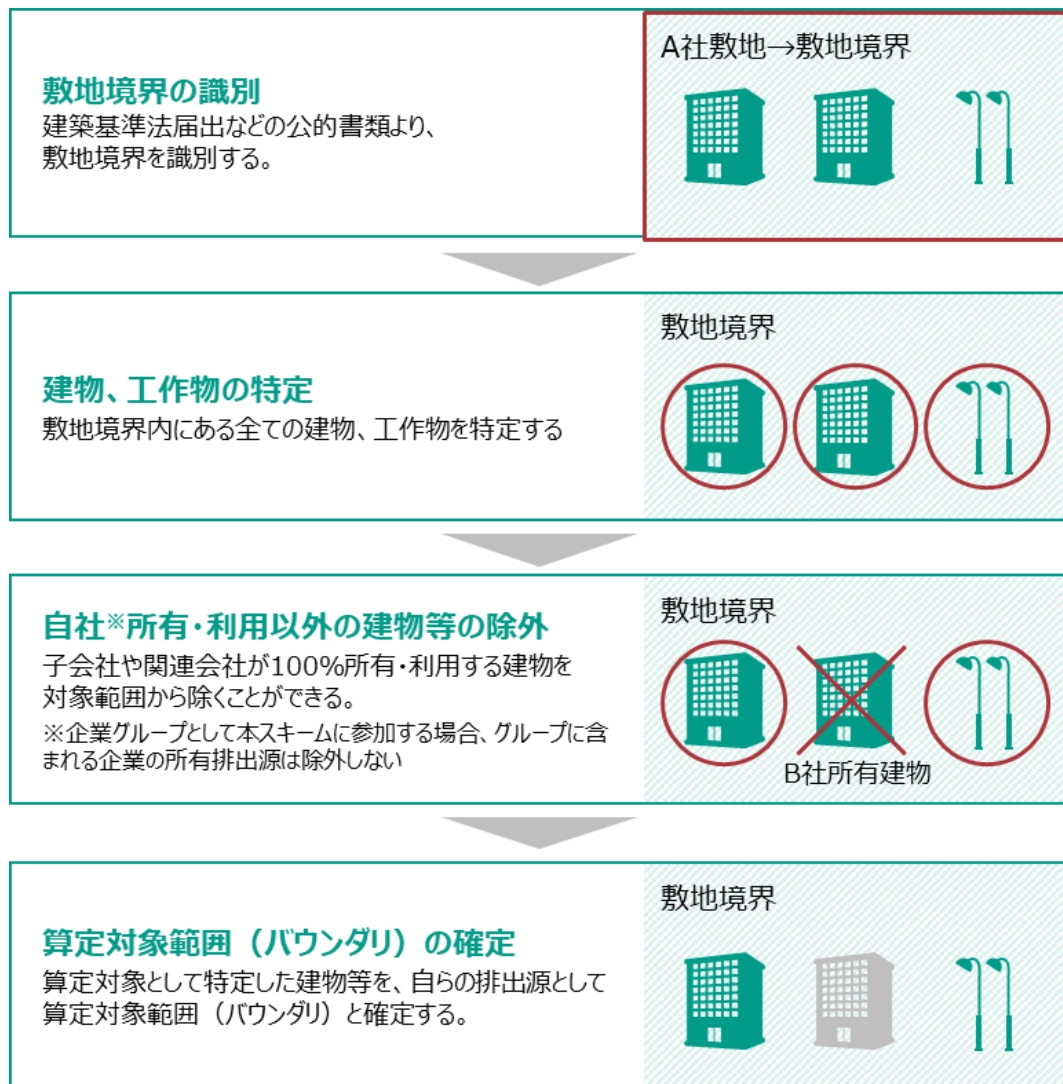 敷地境界の識別
建築基準法届出などの公的書類より、
敷地境界を識別する。
A社敷地→敷地境界
建物、工作物の特定
敷地境界内にある全ての建物、工作物を特定する
敷地境界
自社※所有・利用以外の建物等の除外
子会社や関連会社が100%所有・利用する建物を
対象範囲から除くことができる。
※企業グループとして本スキームに参加する場合、グループに含
まれる企業の所有排出源は除外しない
敷地境界
B社所有建物
算定対象範囲（バウンダリ）の確定
算定対象として特定した建物等を、自らの排出源として
算定対象範囲（バウンダリ）と確定する。
敷地境界